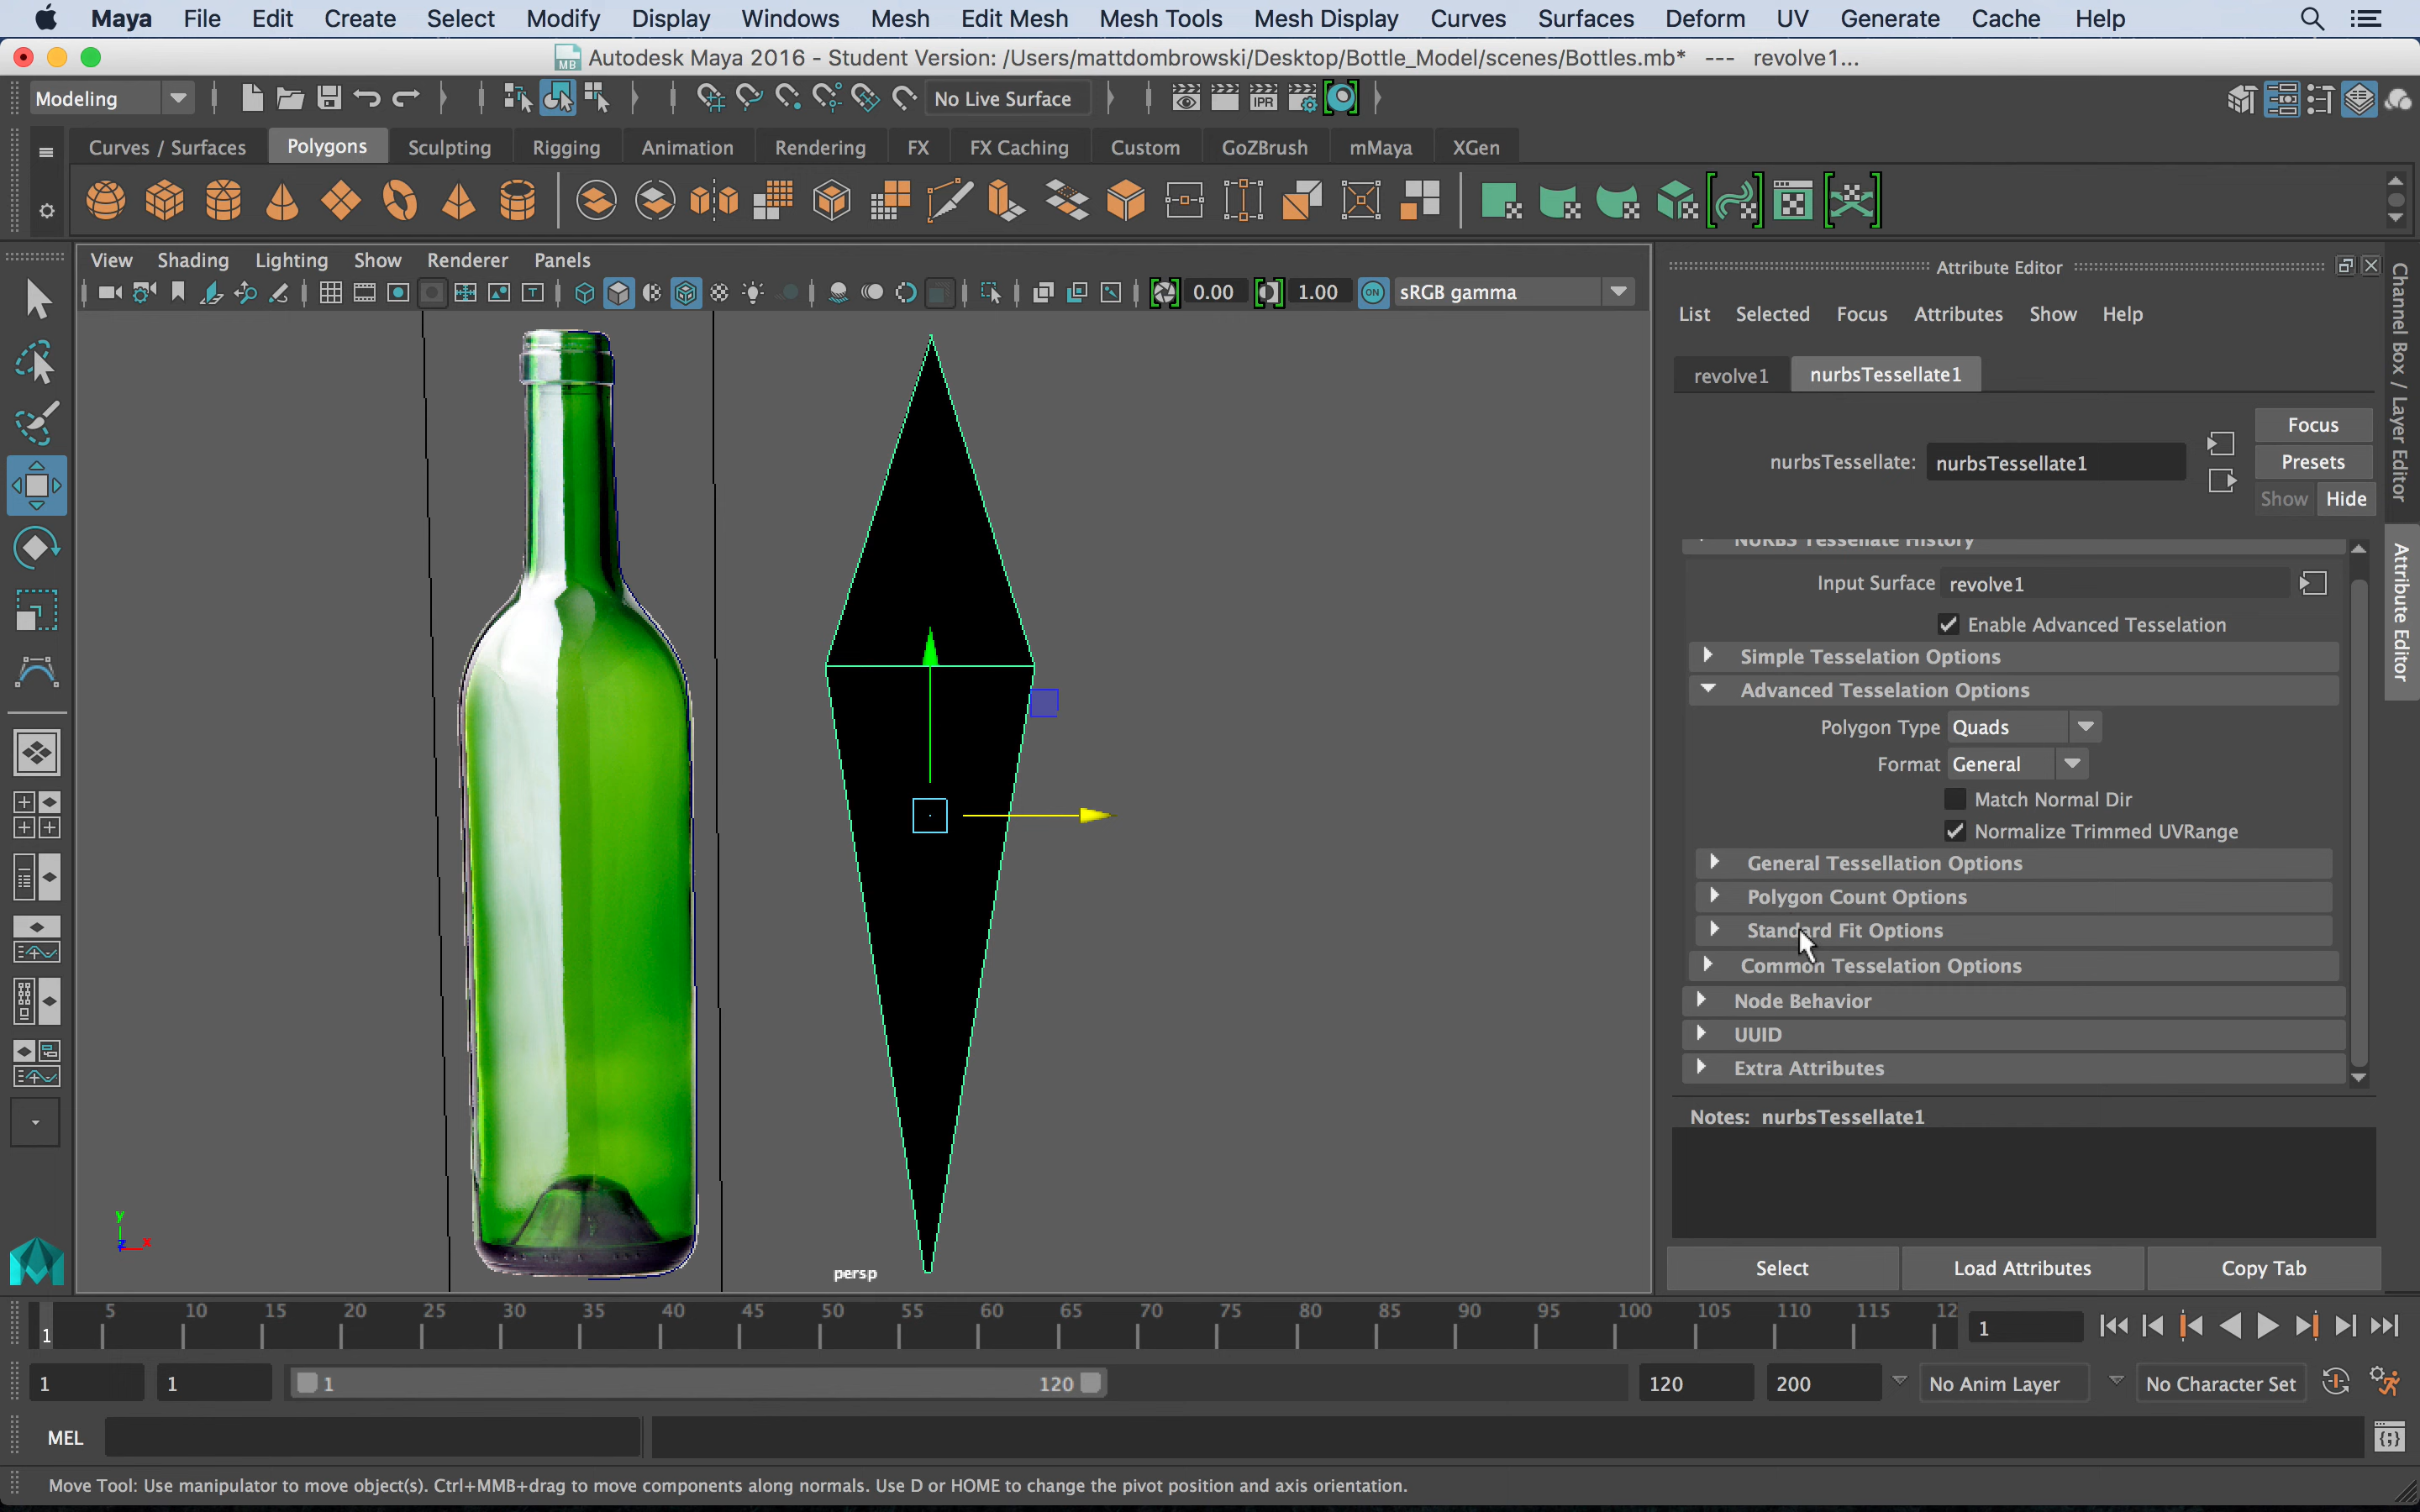 Maya File Edit Create Select Modify Display Windows Mesh Edit Mesh Mesh Tools Mesh Display Curves Surfaces Deform UV Generate Cache Help
MB Autodesk Maya 2016 - Student Version: /Users/mattdombrowski/Desktop/Bottle_Model/scenes/Bottles.mb* --- revolve1...
Modeling No Live Surface IPR
Curves / Surfaces Polygons Sculpting Rigging Animation Rendering FX FX Caching Custom GoZBrush mMaya XGen
View Shading Lighting Show Renderer Panels
0.00 1.00 ON sRGB gamma
Attribute Editor
List Selected Focus Attributes Show Help
revolve1 nurbsTessellate1
nurbsTessellate: nurbsTessellate1
Focus
Presets
Show Hide
NURBS Tessellate History
Input Surface revolve1
Enable Advanced Tesselation
Simple Tesselation Options
Advanced Tesselation Options
Polygon Type Quads
Format General
Match Normal Dir
Normalize Trimmed UVRange
General Tessellation Options
Polygon Count Options
Standard Fit Options
Common Tesselation Options
Node Behavior
UUID
Extra Attributes
Notes: nurbsTessellate1
Select Load Attributes Copy Tab
Channel Box / Layer Editor
Attribute Editor
y
z x
persp
1 5 10 15 20 25 30 35 40 45 50 55 60 65 70 75 80 85 90 95 100 105 110 115 12 1
1 1 1 120 120 200 No Anim Layer No Character Set
MEL
Move Tool: Use manipulator to move object(s). Ctrl+MMB+drag to move components along normals. Use D or HOME to change the pivot position and axis orientation.